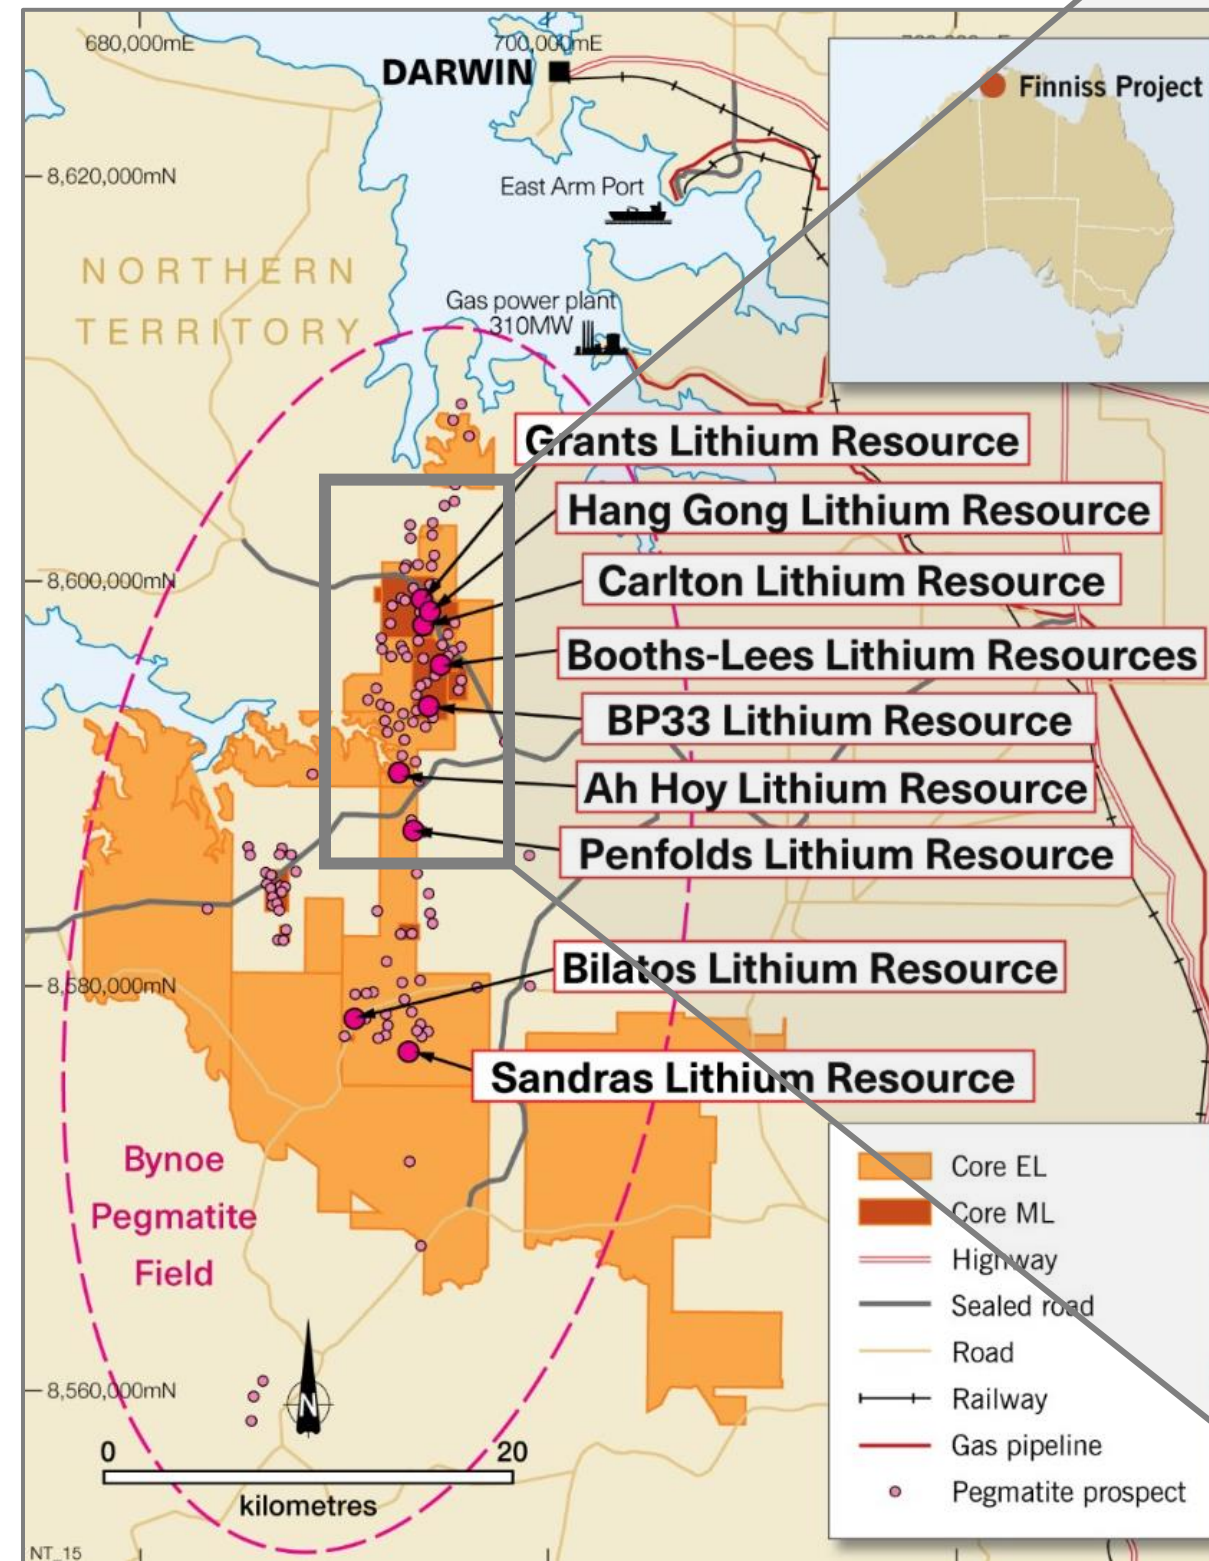 680,000mE
700,000mE
DARWIN
Finniss Project
8,620,000mN
East Arm Port
NORTHERN
TERRITORY
Gas power plant
310MW
Grants Lithium Resource
Hang Gong Lithium Resource
8,600,000mN
Carlton Lithium Resource
Booths-Lees Lithium Resources
BP33 Lithium Resource
Ah Hoy Lithium Resource
Penfolds Lithium Resource
Bilatos Lithium Resource
8,580,000mN
Sandras Lithium Resource
Bynoe
Pegmatite
Field
Core EL
Core ML
Highway
Sealed road
Road
Railway
Gas pipeline
Pegmatite prospect
8,560,000mN
N
0 20
kilometres
NT_15